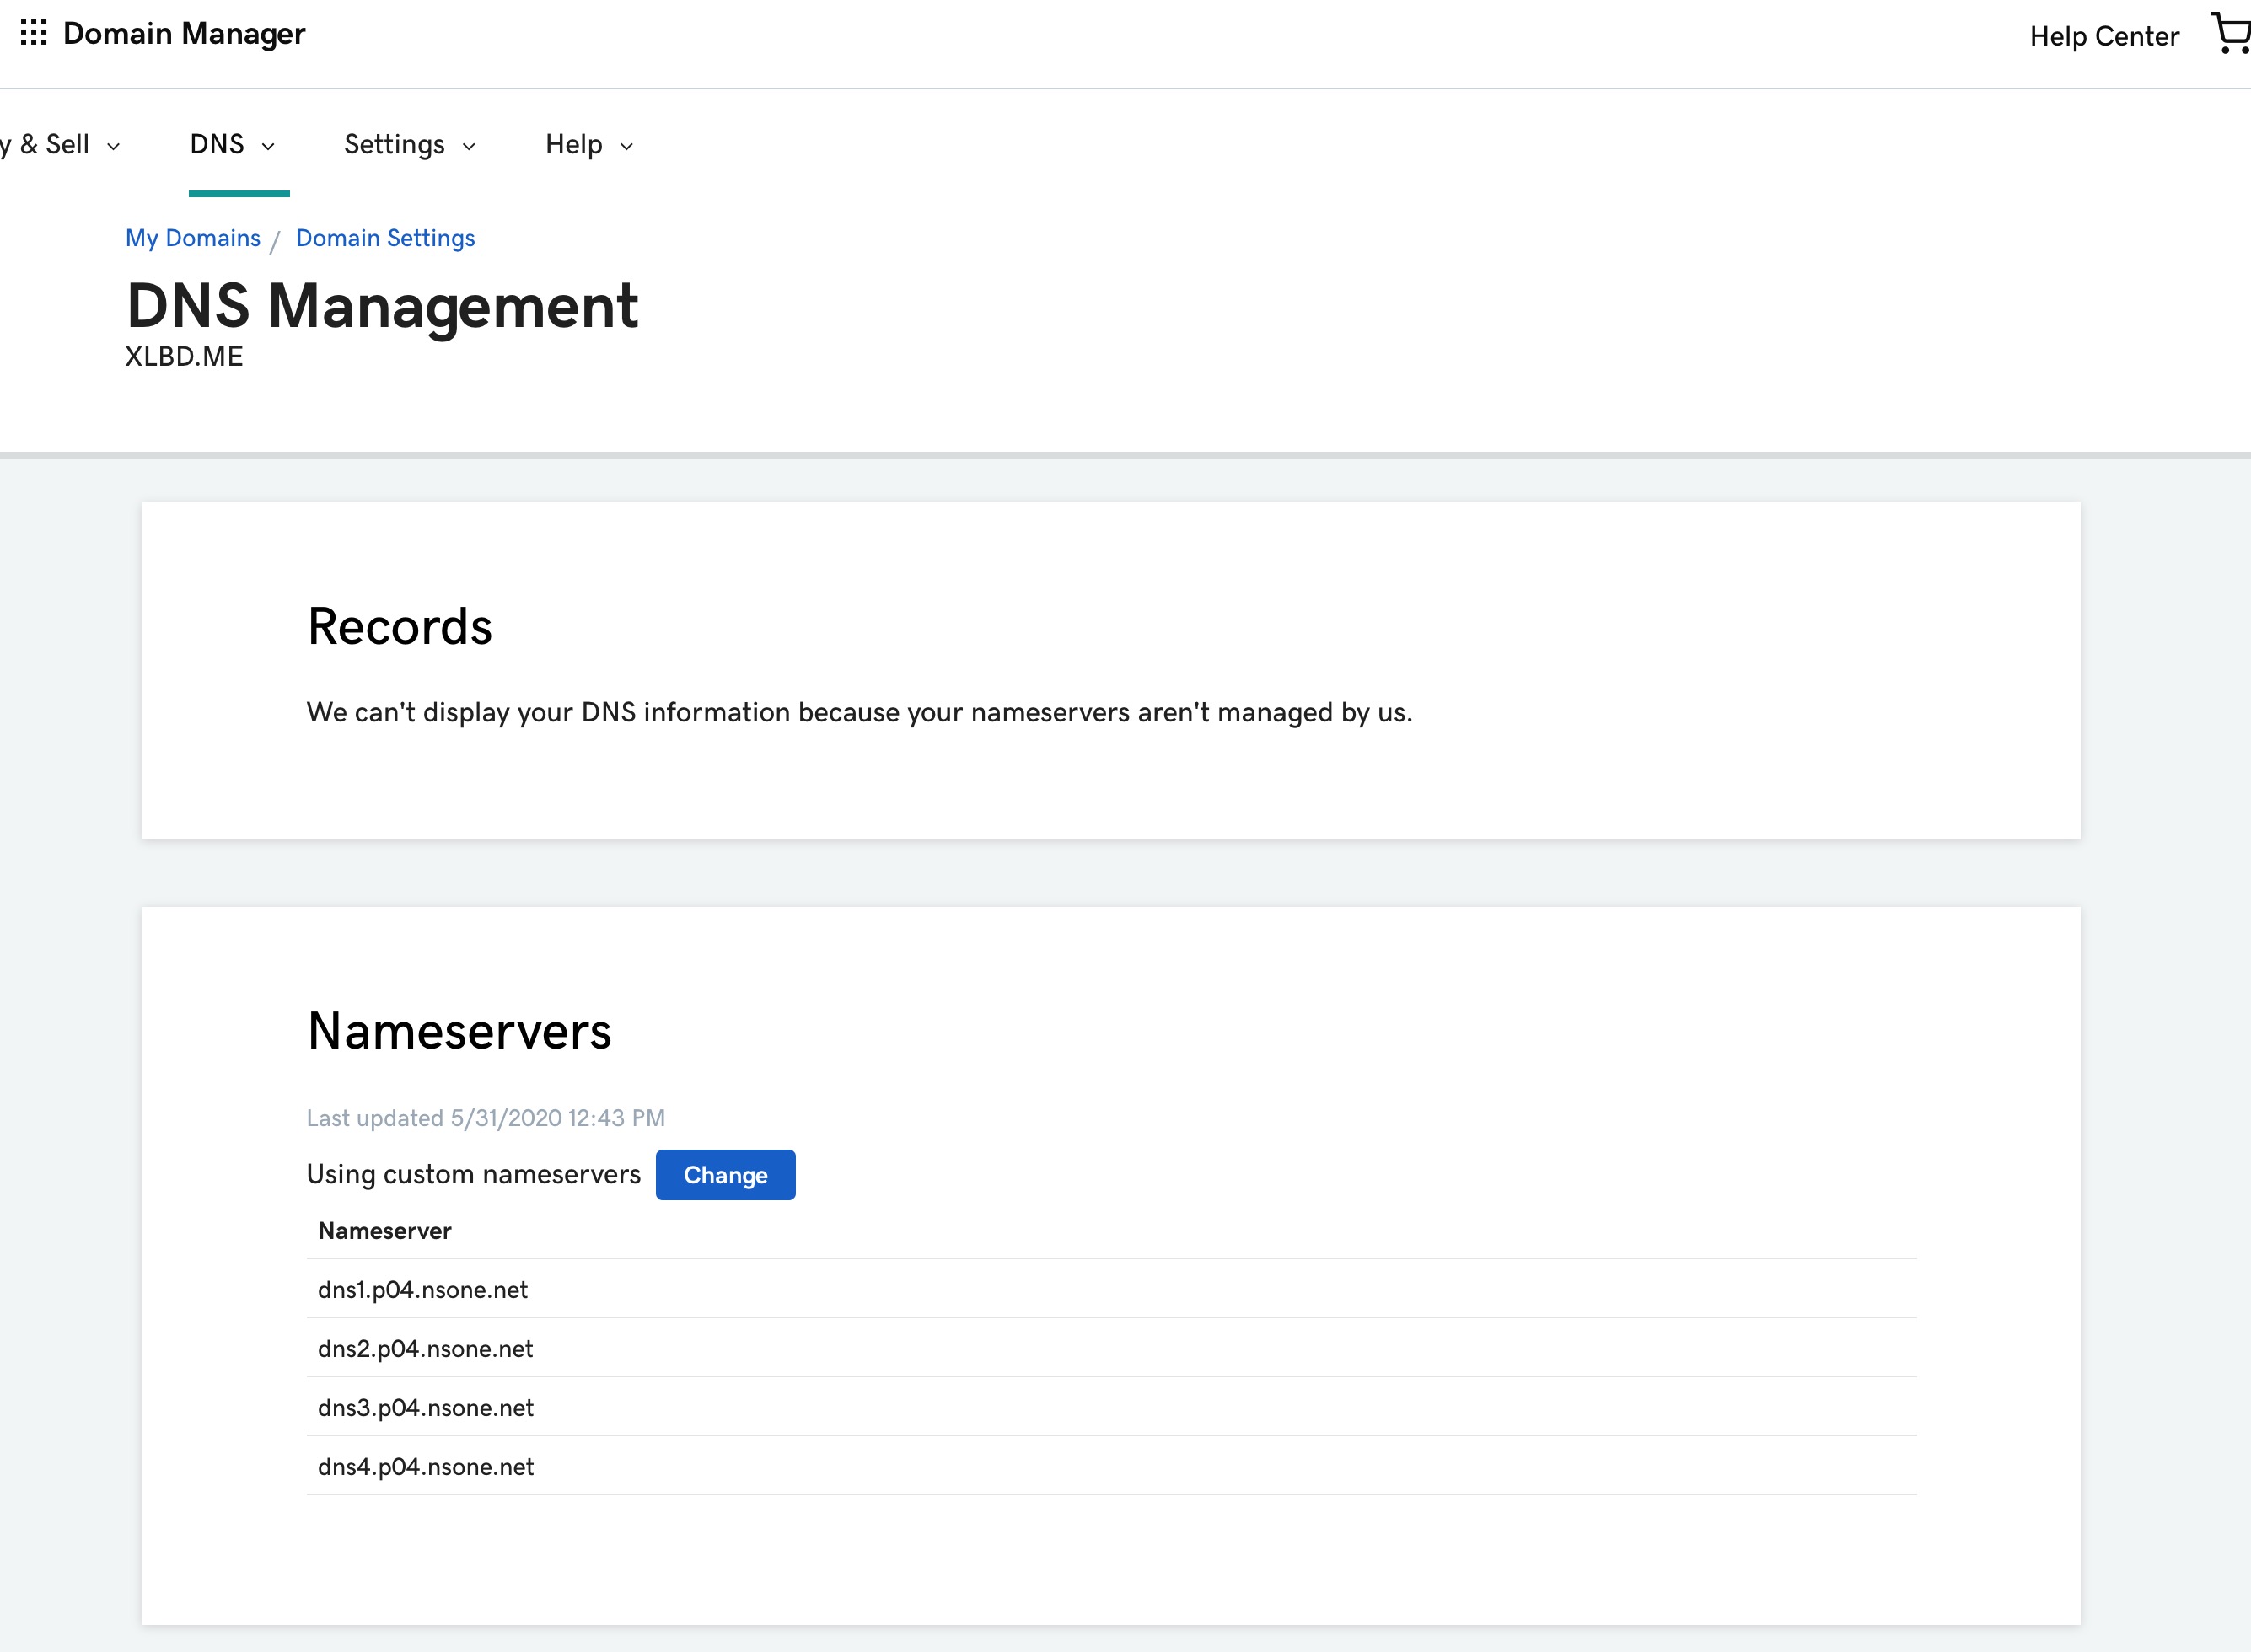 Domain Manager
Help Center
y & Sell
DNS
Settings
Help
My Domains / Domain Settings
DNS Management
XLBD.ME
Records
We can't display your DNS information because your nameservers aren't managed by us.
Nameservers
Last updated 5/31/2020 12:43 PM
Using custom nameservers
Change
Nameserver
dns1.p04.nsone.net
dns2.p04.nsone.net
dns3.p04.nsone.net
dns4.p04.nsone.net